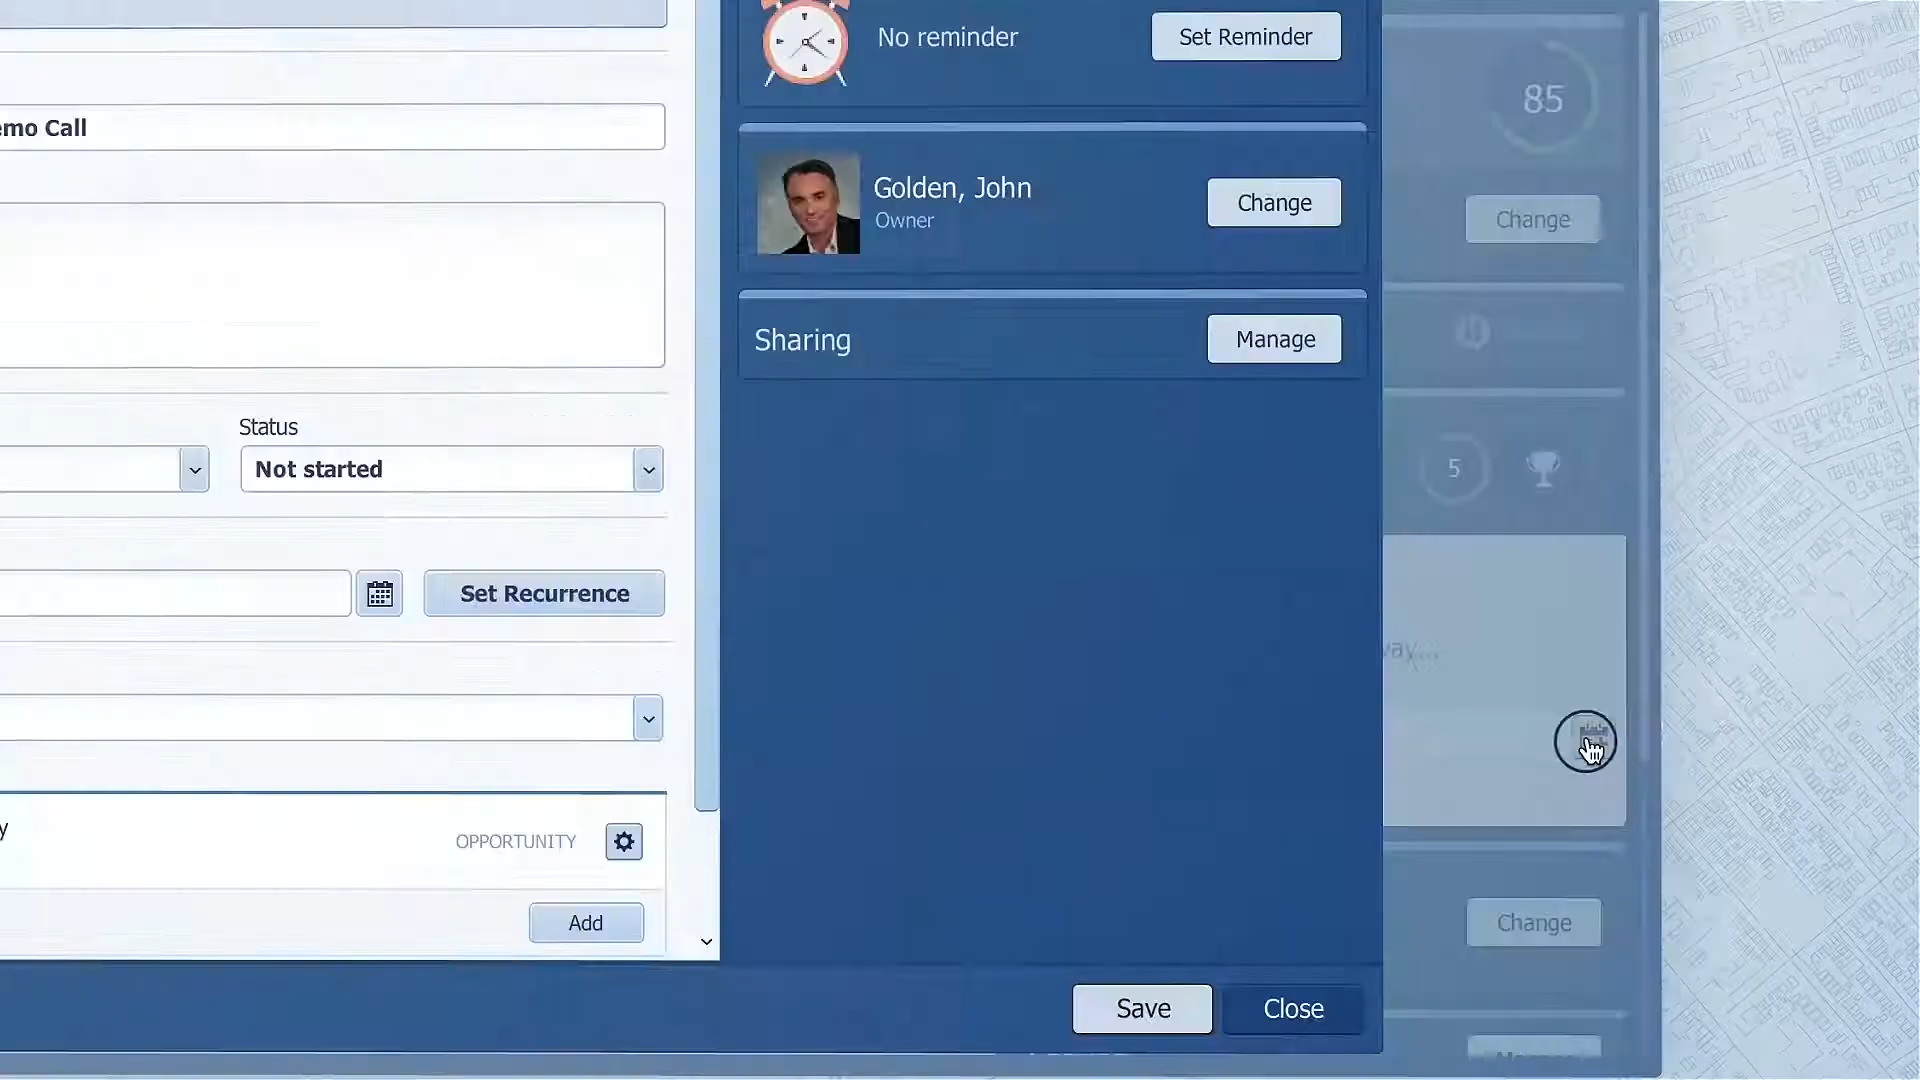 No reminder
Set Reminder
85
emo Call
Golden, John
Owner
Change
Change
Sharing
Manage
Status
Not started
5
Set Recurrence
way...
y
OPPORTUNITY
Add
Change
Save
Close